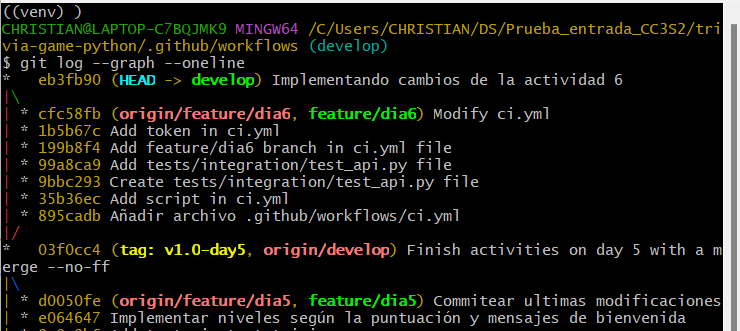 ((venv) )
CHRISTIAN@LAPTOP-C7BQJMK9 MINGW64 /C/Users/CHRISTIAN/DS/Prueba_entrada_CC3S2/tri
via-game-python/.github/workflows (develop)
$ git log --graph --oneline
*   eb3fb90 (HEAD -> develop) Implementando cambios de la actividad 6
|\
| * cfc58fb (origin/feature/dia6, feature/dia6) Modify ci.yml
| * 1b5b67c Add token in ci.yml
| * 199b8f4 Add feature/dia6 branch in ci.yml file
| * 99a8ca9 Add tests/integration/test_api.py file
| * 9bbc293 Create tests/integration/test_api.py file
| * 35b36ec Add script in ci.yml
| * 895cadb Añadir archivo .github/workflows/ci.yml
|/
*   03f0cc4 (tag: v1.0-day5, origin/develop) Finish activities on day 5 with a m
erge --no-ff
|\
| * d0050fe (origin/feature/dia5, feature/dia5) Commitear ultimas modificaciones
| * e064647 Implementar niveles según la puntuación y mensajes de bienvenida